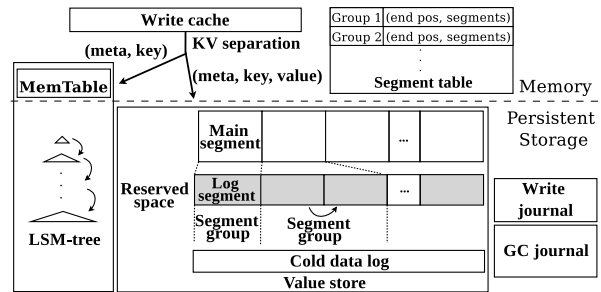 Write cache
KV separation
(meta, key)
(meta, key, value)
Group 1 (end pos, segments)
Group 2 (end pos, segments)
Segment table
Memory
Persistent
Storage
MemTable
LSM-tree
Main
segment
...
Reserved
space
Log
segment
...
Segment
group
Segment
group
Cold data log
Value store
Write
journal
GC journal